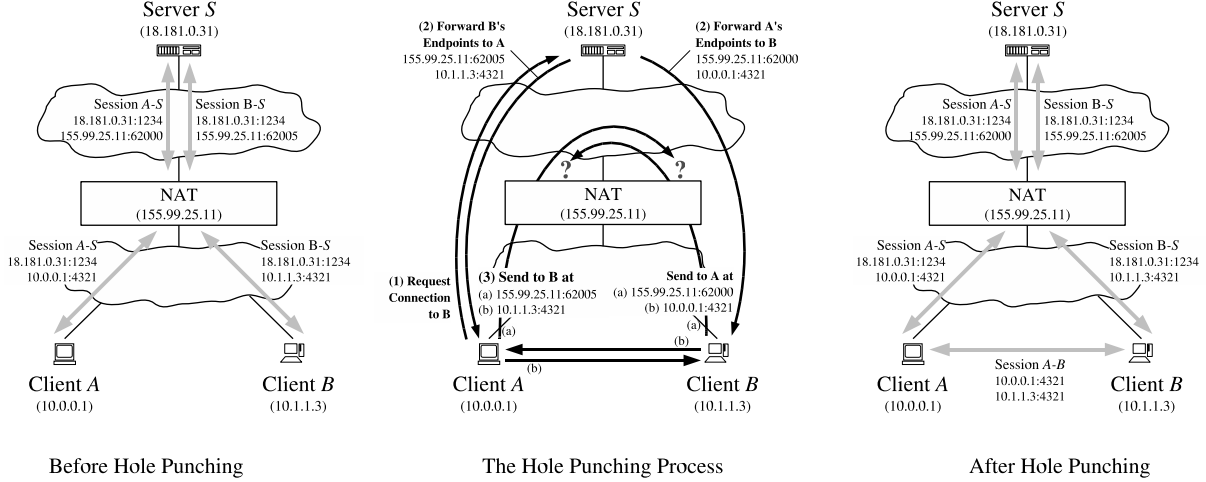 Server S
(18.181.0.31)
Session A-S
18.181.0.31:1234
155.99.25.11:62000
Session B-S
18.181.0.31:1234
155.99.25.11:62005
NAT
(155.99.25.11)
Session A-S
18.181.0.31:1234
10.0.0.1:4321
Session B-S
18.181.0.31:1234
10.1.1.3:4321
Client A
(10.0.0.1)
Client B
(10.1.1.3)
Before Hole Punching
Server S
(18.181.0.31)
(2) Forward B's
Endpoints to A
155.99.25.11:62005
10.1.1.3:4321
(2) Forward A's
Endpoints to B
155.99.25.11:62000
10.0.0.1:4321
?
?
NAT
(155.99.25.11)
(1) Request
Connection
to B
(3) Send to B at
(a) 155.99.25.11:62005
(b) 10.1.1.3:4321
(a)
Send to A at
(a) 155.99.25.11:62000
(b) 10.0.0.1:4321
(a)
(b)
(b)
Client A
(10.0.0.1)
Client B
(10.1.1.3)
The Hole Punching Process
Server S
(18.181.0.31)
Session A-S
18.181.0.31:1234
155.99.25.11:62000
Session B-S
18.181.0.31:1234
155.99.25.11:62005
NAT
(155.99.25.11)
Session A-S
18.181.0.31:1234
10.0.0.1:4321
Session B-S
18.181.0.31:1234
10.1.1.3:4321
Session A-B
10.0.0.1:4321
10.1.1.3:4321
Client A
(10.0.0.1)
Client B
(10.1.1.3)
After Hole Punching